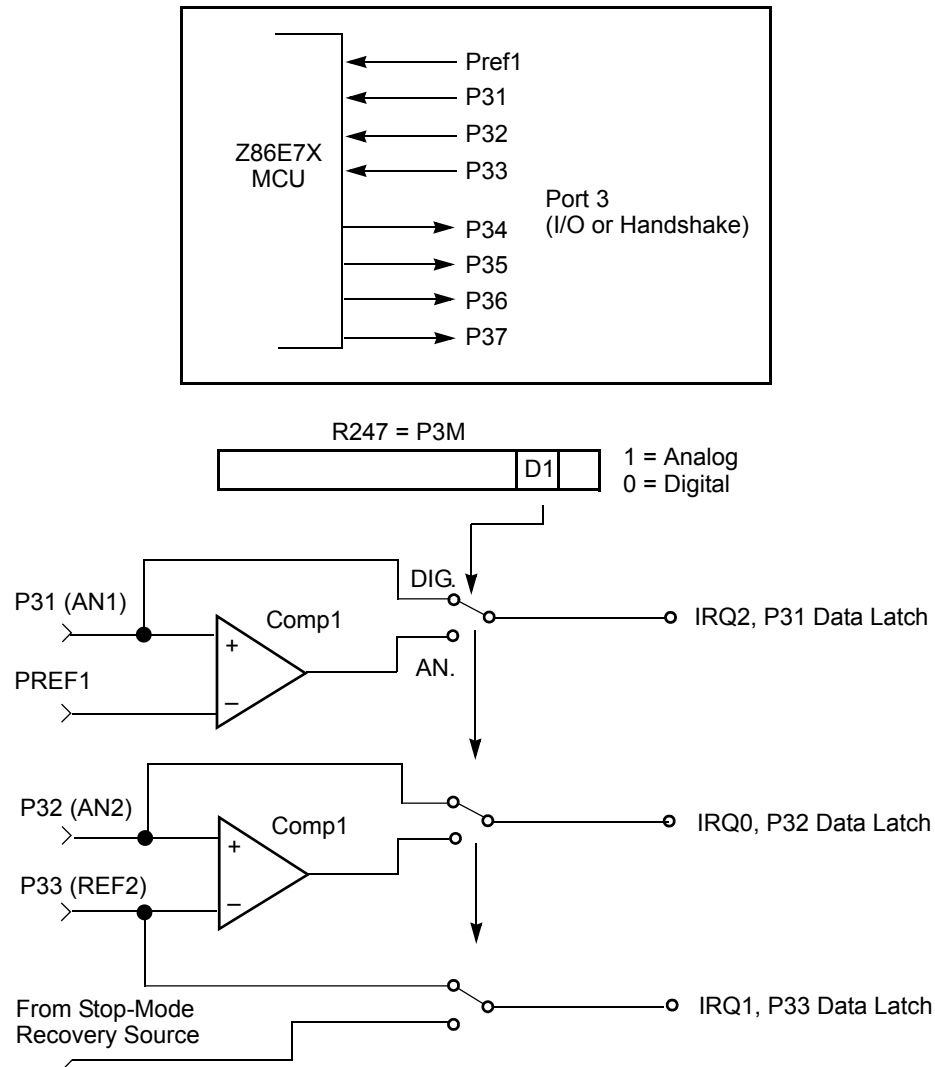 Pref1
P31
P32
P33
Z86E7X
MCU
Port 3
(I/O or Handshake)
P34
P35
P36
P37
R247 = P3M
D1
1 = Analog
0 = Digital
DIG.
P31 (AN1)
Comp1
IRQ2, P31 Data Latch
+
AN.
PREF1
–
P32 (AN2)
Comp1
IRQ0, P32 Data Latch
+
P33 (REF2)
–
From Stop-Mode
Recovery Source
IRQ1, P33 Data Latch